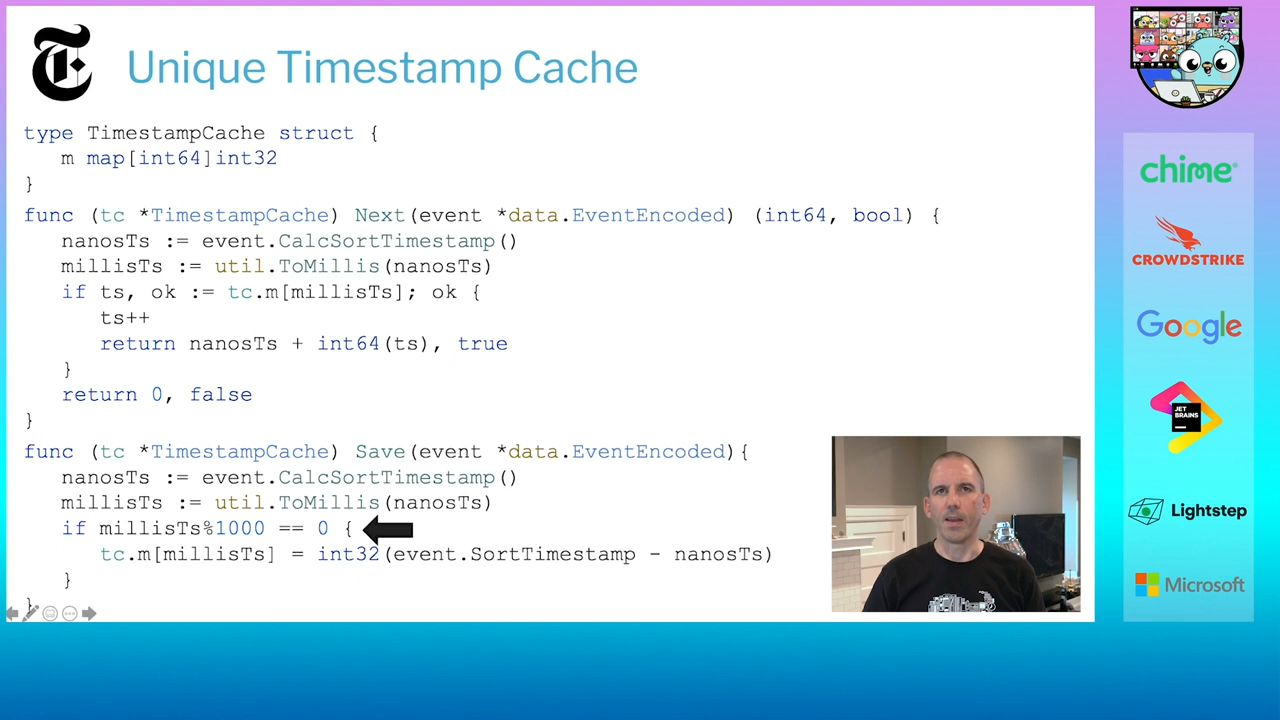 Unique Timestamp Cache
type TimestampCache struct {
m map[int64]int32
}
func (tc *TimestampCache) Next(event *data.EventEncoded) (int64, bool) {
nanosTs := event.CalcSortTimestamp()
millisTs := util.ToMillis(nanosTs)
if ts, ok := tc.m[millisTs]; ok {
ts++
return nanosTs + int64(ts), true
}
return 0, false
}
func (tc *TimestampCache) Save(event *data.EventEncoded){
nanosTs := event.CalcSortTimestamp()
millisTs := util.ToMillis(nanosTs)
if millisTs%1000 == 0 {
tc.m[millisTs] = int32(event.SortTimestamp - nanosTs)
}
}
chime
CROWDSTRIKE
Google
JET
BRAINS
Lightstep
Microsoft